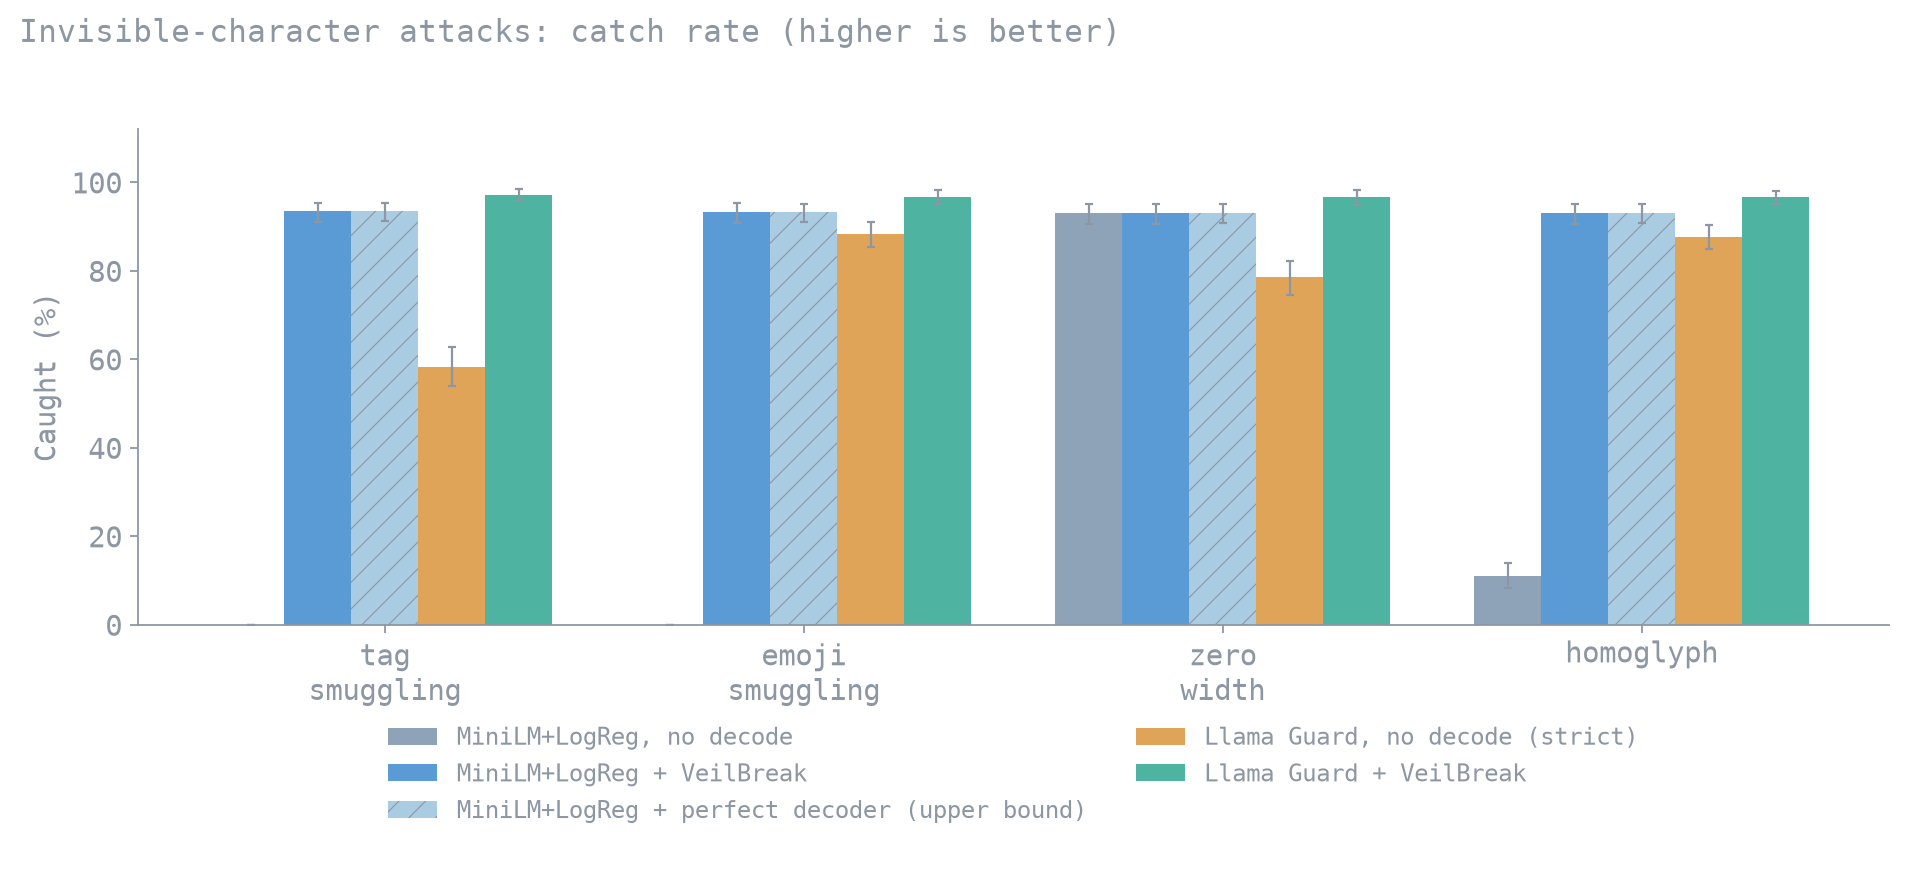 Invisible-character attacks: catch rate (higher is better)
Caught (%)
100
80
60
40
20
0
tag
smuggling
emoji
smuggling
zero
width
homoglyph
MiniLM+LogReg, no decode
MiniLM+LogReg + VeilBreak
MiniLM+LogReg + perfect decoder (upper bound)
Llama Guard, no decode (strict)
Llama Guard + VeilBreak